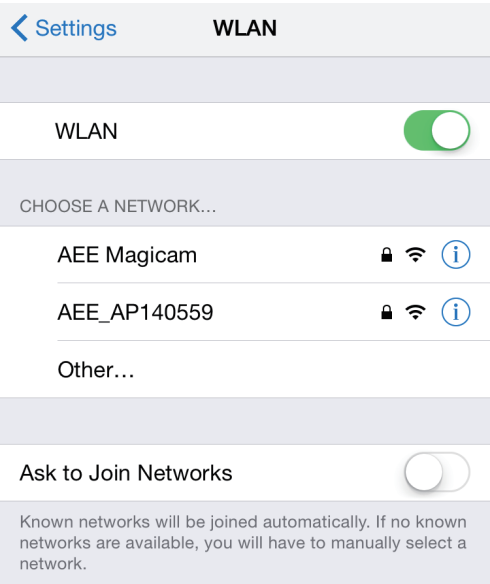 Settings WLAN
WLAN
CHOOSE A NETWORK...
AEE Magicam
AEE_AP140559
Other...
Ask to Join Networks
Known networks will be joined automatically. If no known
networks are available, you will have to manually select a
network.